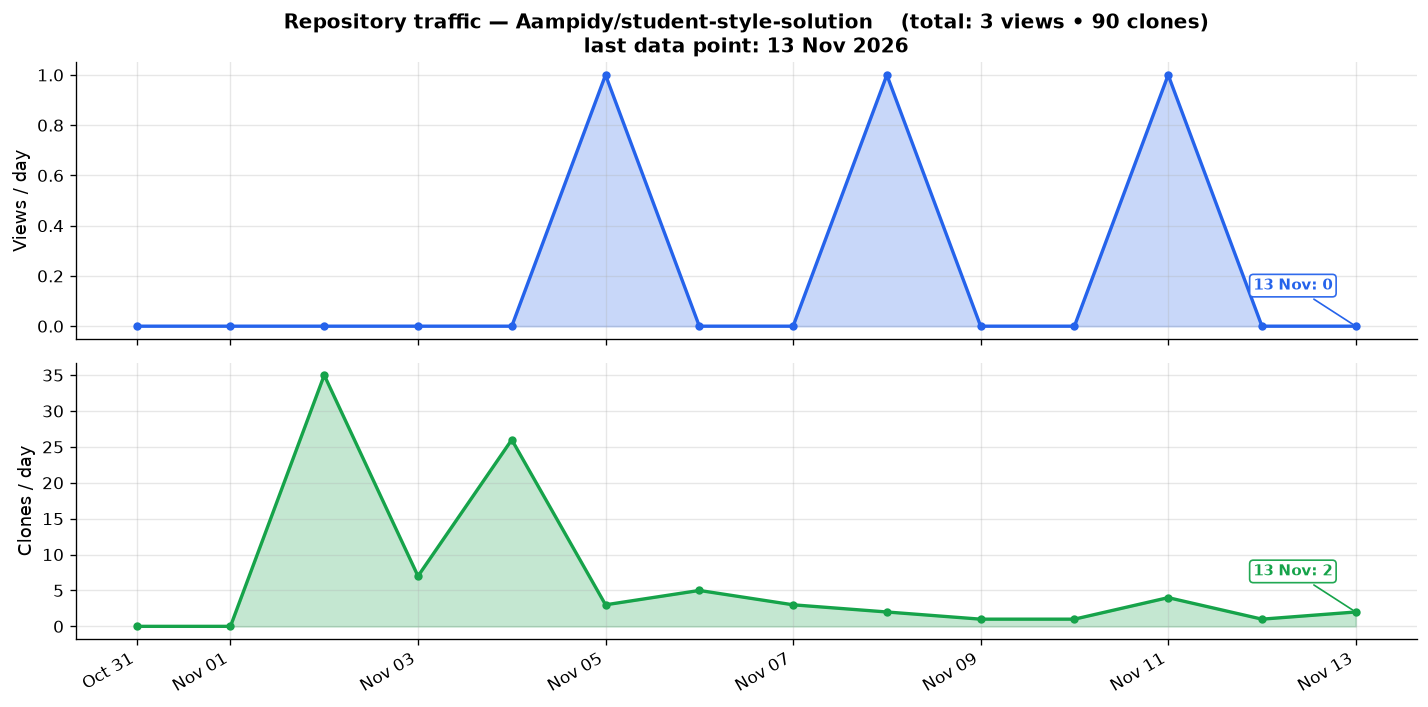 Repository traffic — Aampidy/student-style-solution    (total: 3 views • 90 clones)
last data point: 13 Nov 2026
Views / day
1.0
0.8
0.6
0.4
0.2
0.0
13 Nov: 0
Clones / day
35
30
25
20
15
10
5
0
13 Nov: 2
Oct 31
Nov 01
Nov 03
Nov 05
Nov 07
Nov 09
Nov 11
Nov 13